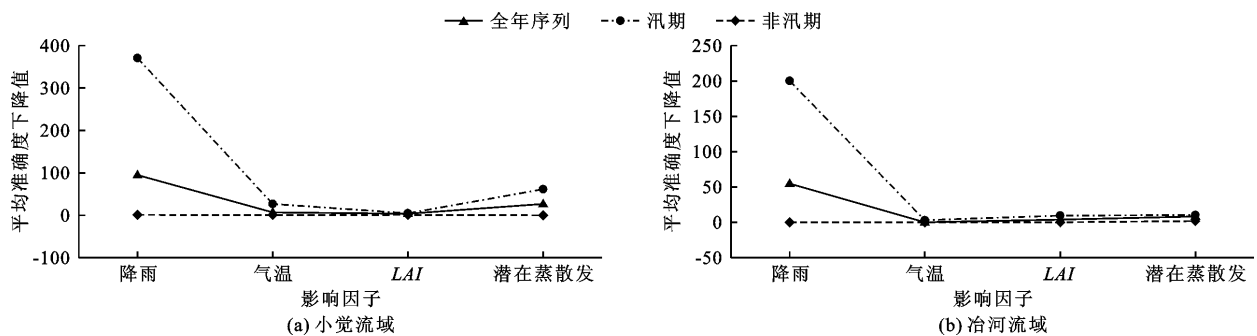 全年序列 汛期 非汛期
平均准确度下降值
400
300
200
100
0
-100
降雨 气温 LAI 潜在蒸散发
影响因子
(a) 小觉流域
平均准确度下降值
250
200
150
100
50
0
-50
降雨 气温 LAI 潜在蒸散发
影响因子
(b) 冶河流域